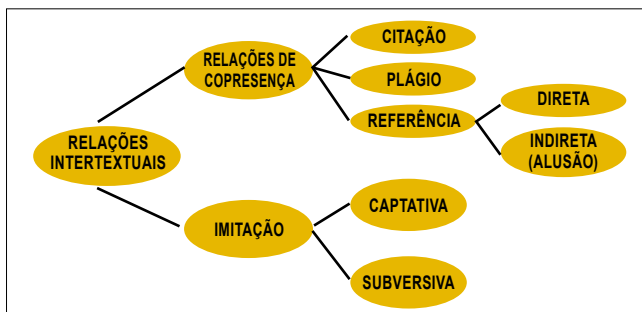 RELAÇÕES
INTERTEXTUAIS
RELAÇÕES DE
COPRESENÇA
CITAÇÃO
PLÁGIO
REFERÊNCIA
DIRETA
INDIRETA
(ALUSÃO)
IMITAÇÃO
CAPTATIVA
SUBVERSIVA